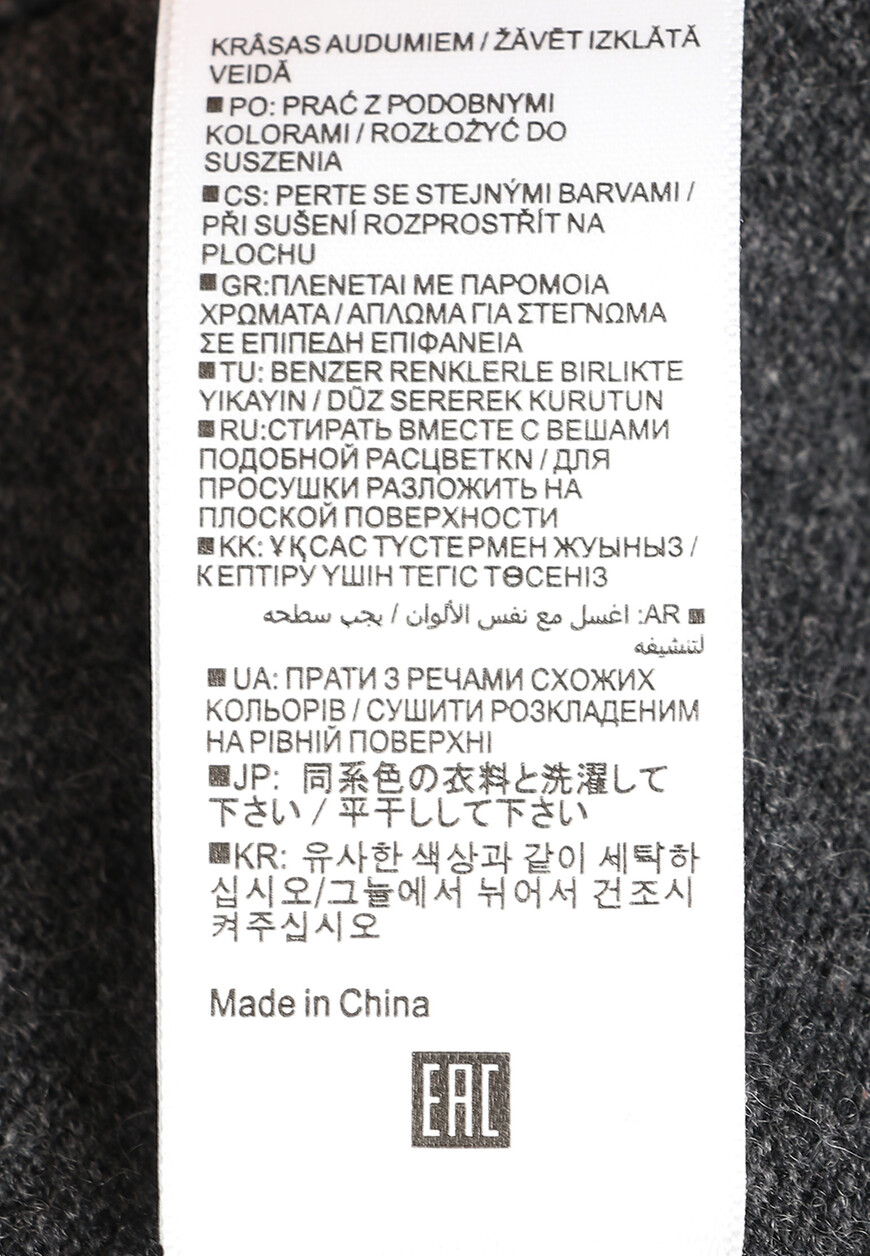 KRÂSAS AUDUMIEM / ŽĂVĒT IZKLĂTĂ
VEIDĂ
■ PO: PRAĆ Z PODOBNYMI
KOLORAMI / ROZŁOŻYĆ DO
SUSZENIA
■ CS: PERTE SE STEJNÝMI BARVAMI /
PŘI SUŠENÍ ROZPROSTŘÍT NA
PLOCHU
■ GR:ΠΛΕΝΕΤΑΙ ΜΕ ΠΑΡΟΜΟΙΑ
ΧΡΩΜΑΤΑ / ΑΠΛΩΜΑ ΓΙΑ ΣΤΕΓΝΩΜΑ
ΣΕ ΕΠΙΠΕΔΗ ΕΠΙΦΑΝΕΙΑ
■ TU: BENZER RENKLERLE BIRLIKTE
YIKAYIN / DÜZ SEREREK KURUTUN
■ RU:СТИРАТЬ ВМЕСТЕ С ВЕШАМИ
ПОДОБНОЙ РАСЦВЕТКN / ДЛЯ
ПРОСУШКИ РАЗЛОЖИТЬ НА
ПЛОСКОЙ ПОВЕРХНОСТИ
■ KK: ҰҚСАС ТҮСТЕРМЕН ЖУЫНЫЗ /
КЕПТІРУ ҮШІН ТЕГІС ТӨСЕНІЗ
■ AR: اغسل مع نفس الألوان / يجب سطحه
لتنشيفه
■ UA: ПРАТИ З РЕЧАМИ СХОЖИХ
КОЛЬОРІВ / СУШИТИ РОЗКЛАДЕНИМ
НА РІВНІЙ ПОВЕРХНІ
■JP: 同系色の衣料と洗濯して
下さい / 平干ししして下さい
■KR: 유사한 색상과 같이 세탁하
십시오/그늘에서 뉘어서 건조시
켜주십시오
Made in China
EAC